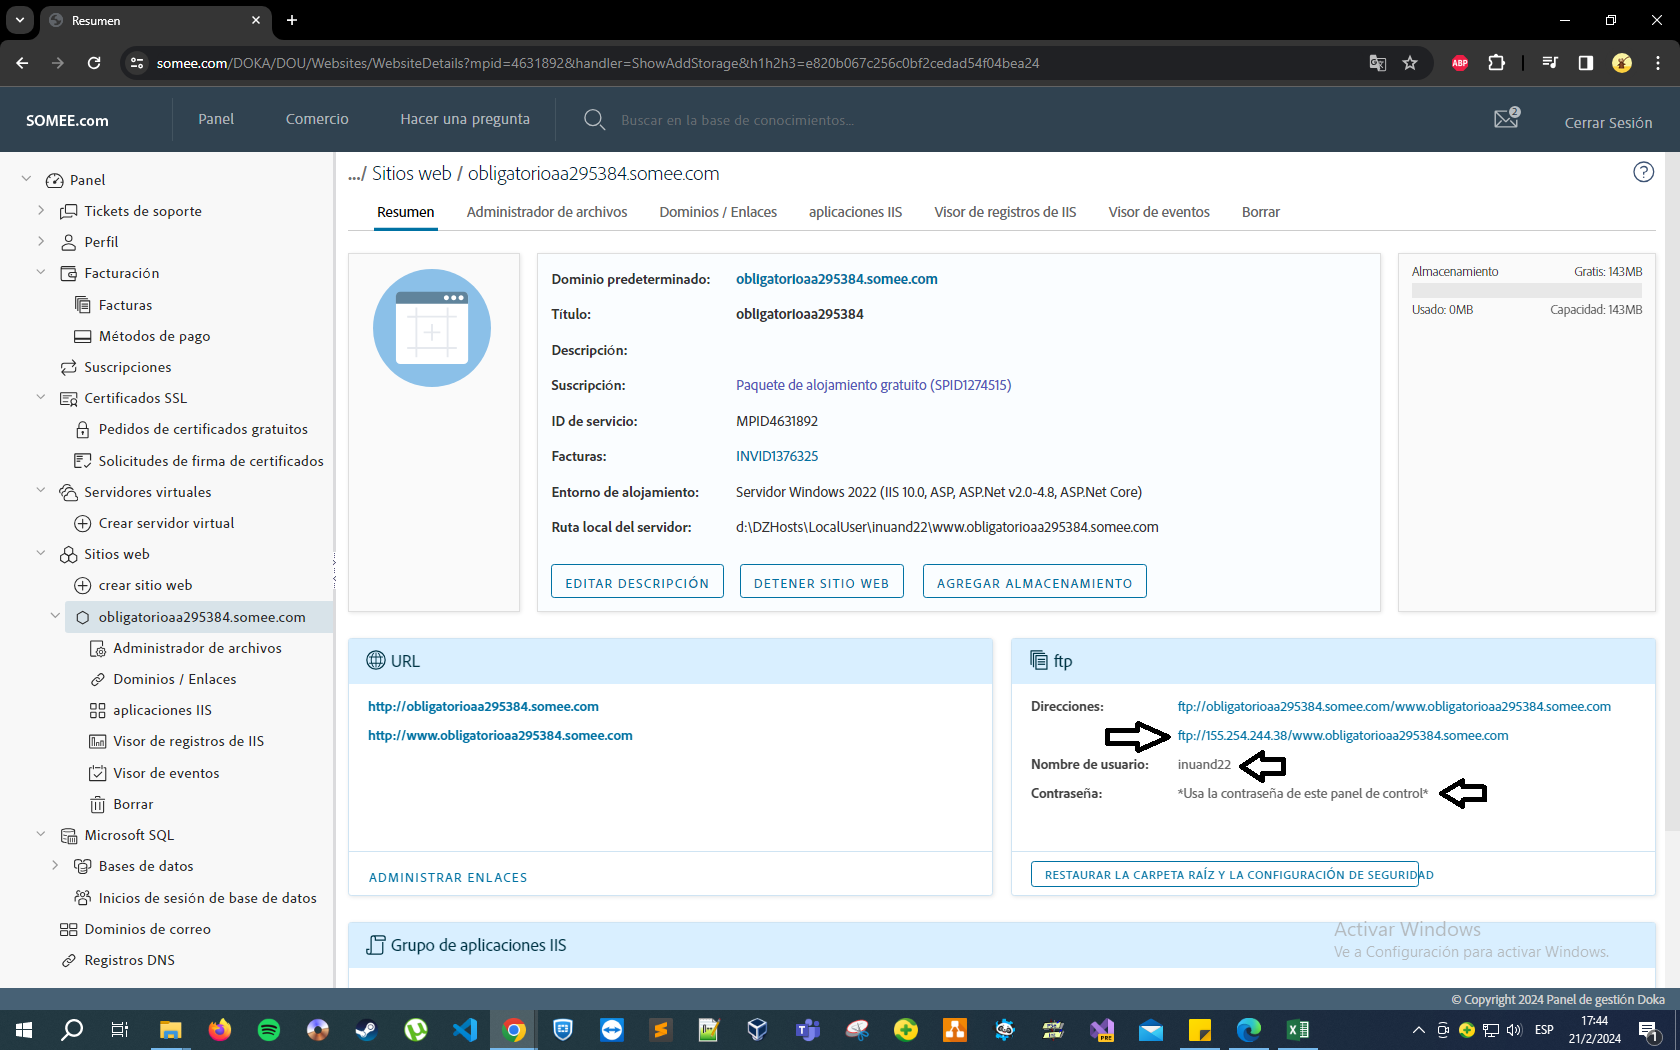 Resumen
somee.com/DOKA/DOU/Websites/WebsiteDetails?mpid=4631892&handler=ShowAddStorage&h1h2h3=e820b067c256c0bf2cedad54f04bea24
ABP
SOMEE.com
Panel
Comercio
Hacer una pregunta
Buscar en la base de conocimientos...
2
Cerrar Sesión
Panel
Tickets de soporte
Perfil
Facturación
Facturas
Métodos de pago
Suscripciones
Certificados SSL
Pedidos de certificados gratuitos
Solicitudes de firma de certificados
Servidores virtuales
Crear servidor virtual
Sitios web
crear sitio web
obligatorioaa295384.somee.com
Administrador de archivos
Dominios / Enlaces
aplicaciones IIS
Visor de registros de IIS
Visor de eventos
Borrar
Microsoft SQL
Bases de datos
Inicios de sesión de base de datos
Dominios de correo
Registros DNS
.../ Sitios web / obligatorioaa295384.somee.com
Resumen
Administrador de archivos
Dominios / Enlaces
aplicaciones IIS
Visor de registros de IIS
Visor de eventos
Borrar
Dominio predeterminado: obligatorioaa295384.somee.com
Título: obligatorioaa295384
Descripción:
Suscripción: Paquete de alojamiento gratuito (SPID1274515)
ID de servicio: MPID4631892
Facturas: INVID1376325
Entorno de alojamiento: Servidor Windows 2022 (IIS 10.0, ASP, ASP.Net v2.0-4.8, ASP.Net Core)
Ruta local del servidor: d:\DZHosts\LocalUser\inuand22\www.obligatorioaa295384.somee.com
EDITAR DESCRIPCIÓN
DETENER SITIO WEB
AGREGAR ALMACENAMIENTO
Almacenamiento Gratis: 143MB
Usado: 0MB Capacidad: 143MB
URL
http://obligatorioaa295384.somee.com
http://www.obligatorioaa295384.somee.com
ADMINISTRAR ENLACES
ftp
Direcciones: ftp://obligatorioaa295384.somee.com/www.obligatorioaa295384.somee.com
ftp://155.254.244.38/www.obligatorioaa295384.somee.com
Nombre de usuario: inuand22
Contraseña: *Usa la contraseña de este panel de control*
RESTAURAR LA CARPETA RAÍZ Y LA CONFIGURACIÓN DE SEGURIDAD
Grupo de aplicaciones IIS
Activar Windows
Ve a Configuración para activar Windows.
© Copyright 2024 Panel de gestión Doka
PRE
ESP
17:44
21/2/2024
1